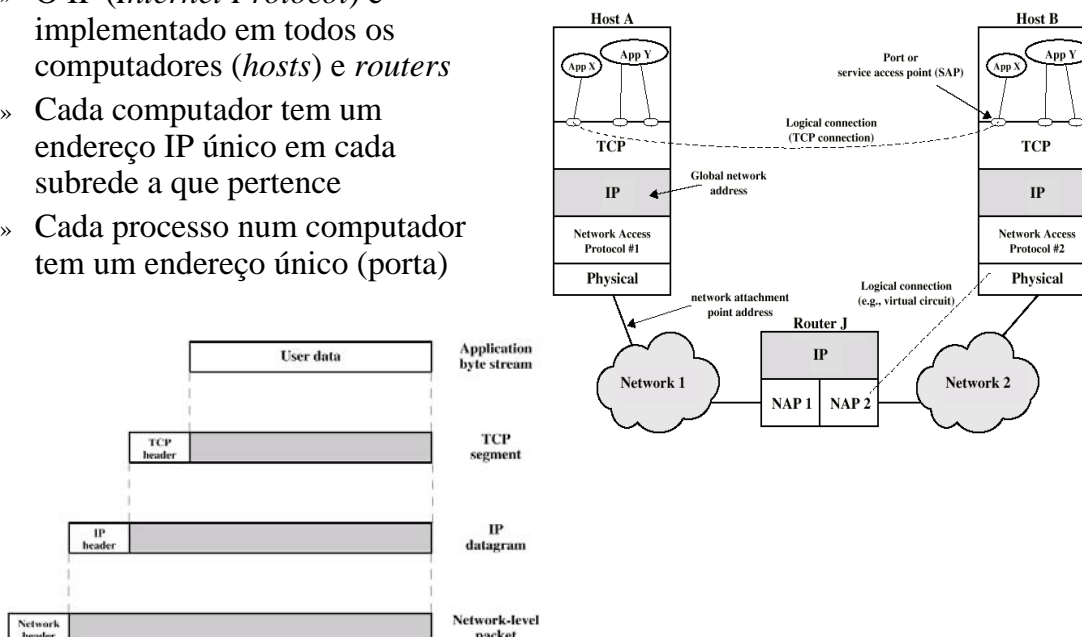 » O IP (Internet Protocol) é
implementado em todos os
computadores (hosts) e routers
» Cada computador tem um
endereço IP único em cada
subrede a que pertence
» Cada processo num computador
tem um endereço único (porta)
Host A
Host B
App X
App Y
Port or
service access point (SAP)
App X
App Y
Logical connection
(TCP connection)
TCP
TCP
Global network
address
IP
IP
Network Access
Protocol #1
Network Access
Protocol #2
Physical
Physical
Logical connection
(e.g., virtual circuit)
network attachment
point address
Router J
IP
Network 1
NAP 1
NAP 2
Network 2
User data
Application
byte stream
TCP
header
TCP
segment
IP
header
IP
datagram
Network
header
Network-level
packet